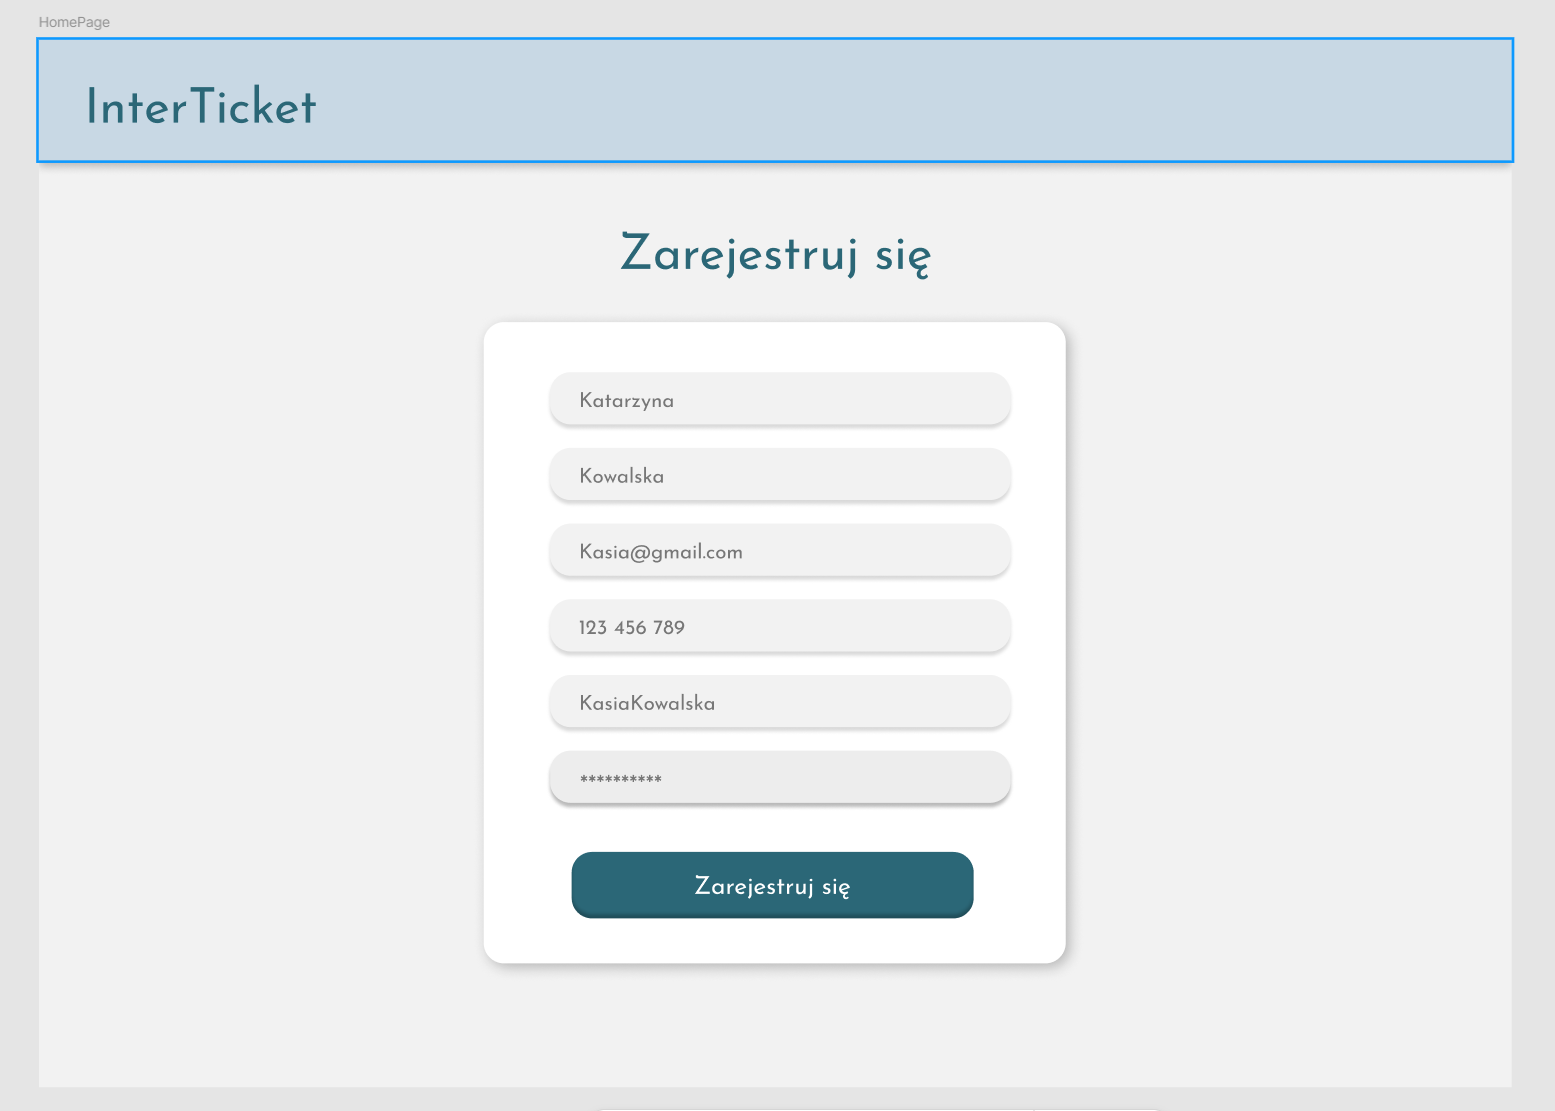 HomePage
InterTicket
Zarejestruj się
Katarzyna
Kowalska
Kasia@gmail.com
123 456 789
KasiaKowalska
**********
Zarejestruj się